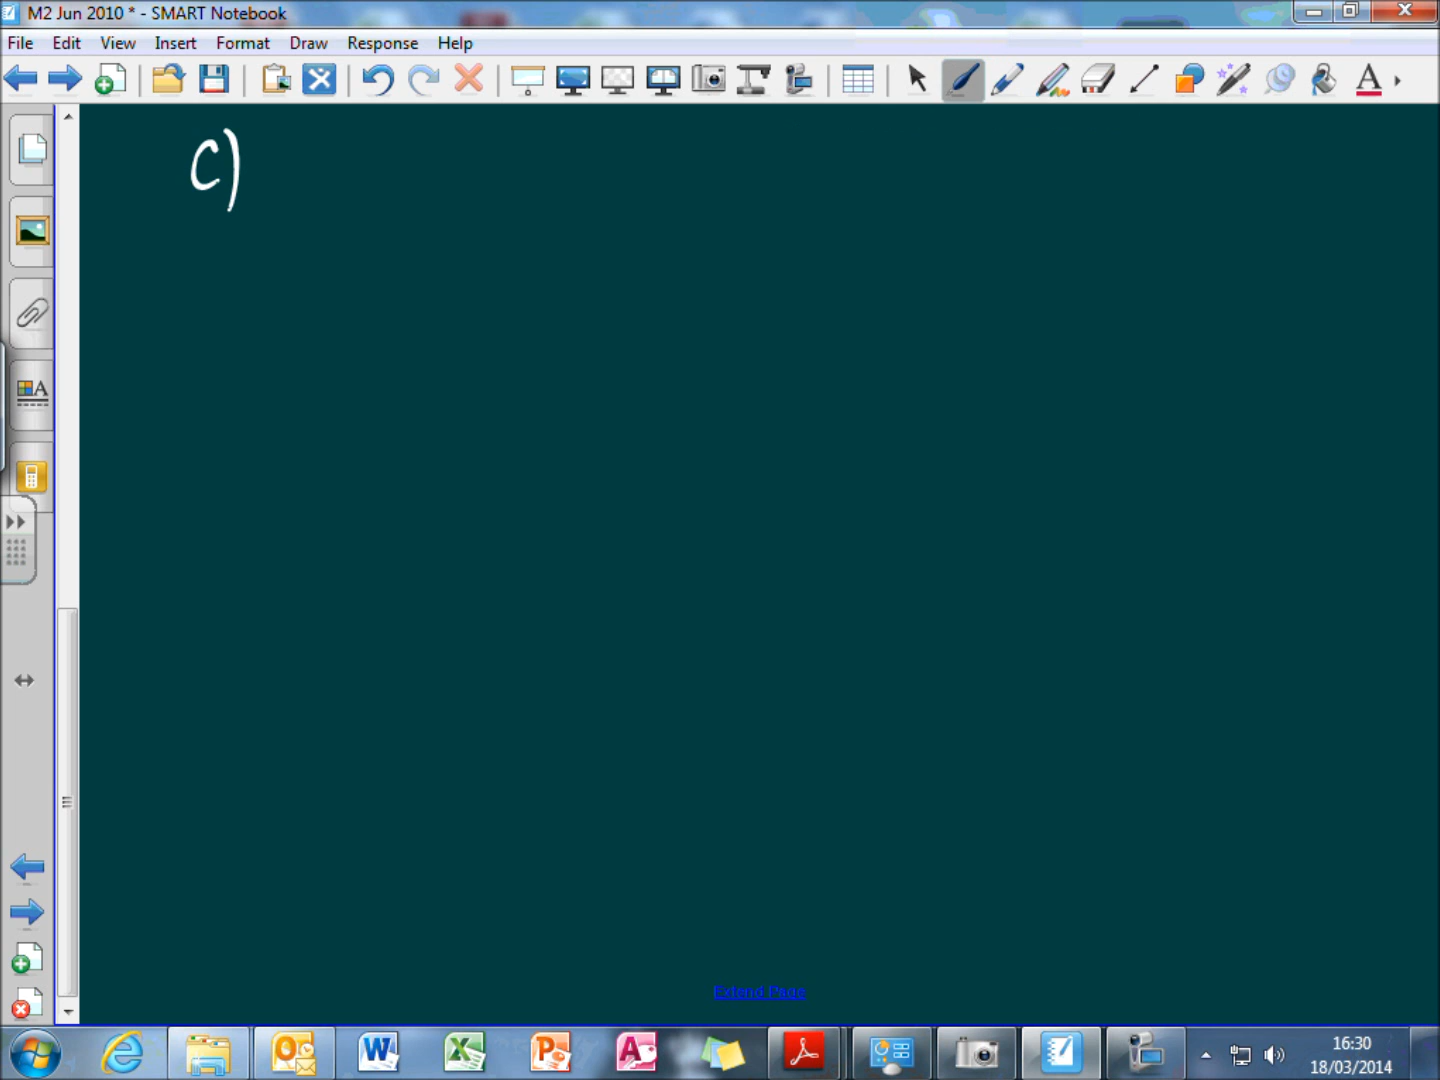 M2 Jun 2010 * - SMART Notebook
File Edit View Insert Format Draw Response Help
c)
Extend Page
16:30
18/03/2014